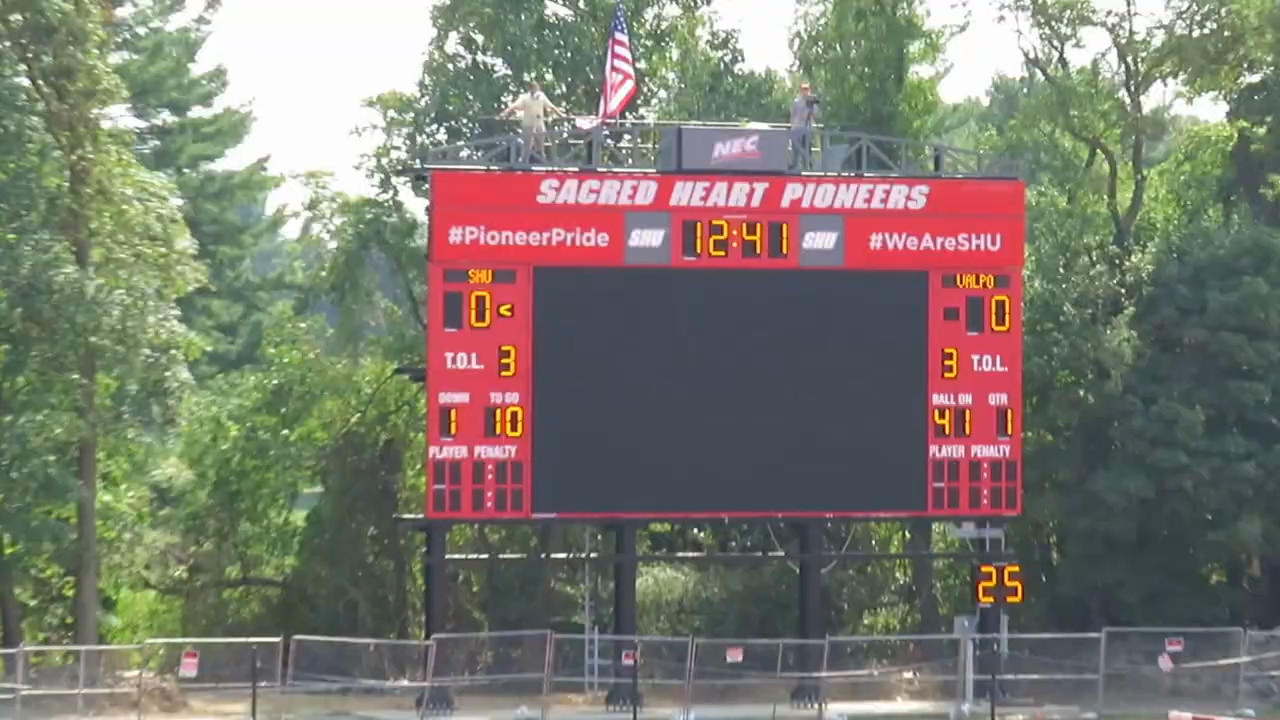 NEC
SACRED HEART PIONEERS
#PioneerPride SHU 12:41 SHU #WeAreSHU
SHU VALPO
0 < 0
T.O.L. 3 3 T.O.L.
DOWN TO GO BALL ON QTR
1 10 41 1
PLAYER PENALTY PLAYER PENALTY
25